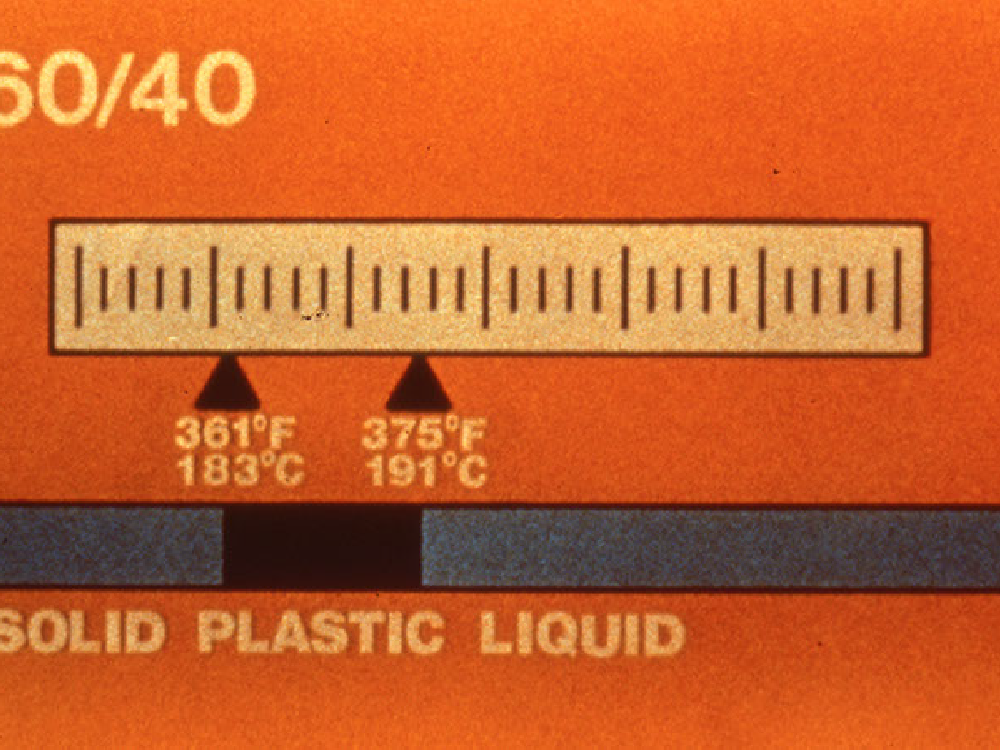 60/40
361°F
183°C
375°F
191°C
SOLID PLASTIC LIQUID